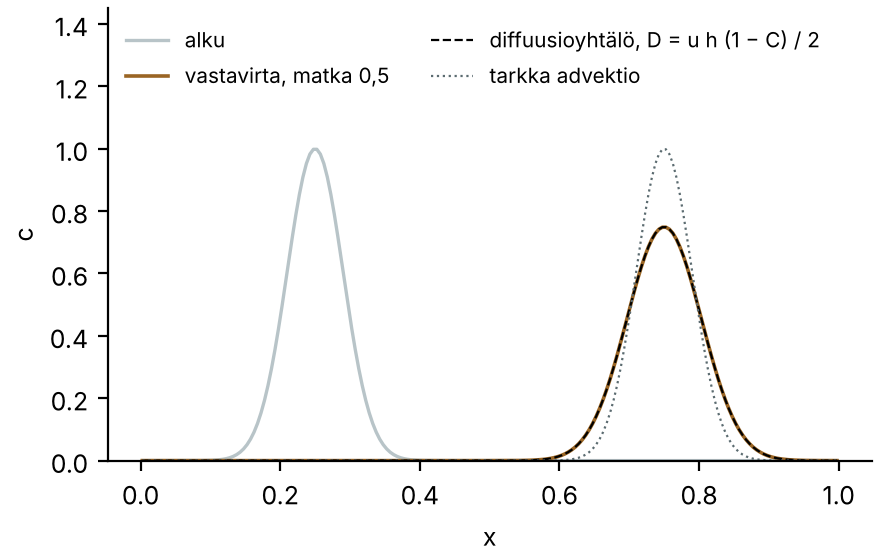 alku
vastavirta, matka 0,5
diffuusioyhtälö, D = u h (1 − C) / 2
tarkka advektio
1.4
1.2
1.0
0.8
0.6
0.4
0.2
0.0
c
0.0 0.2 0.4 0.6 0.8 1.0
x